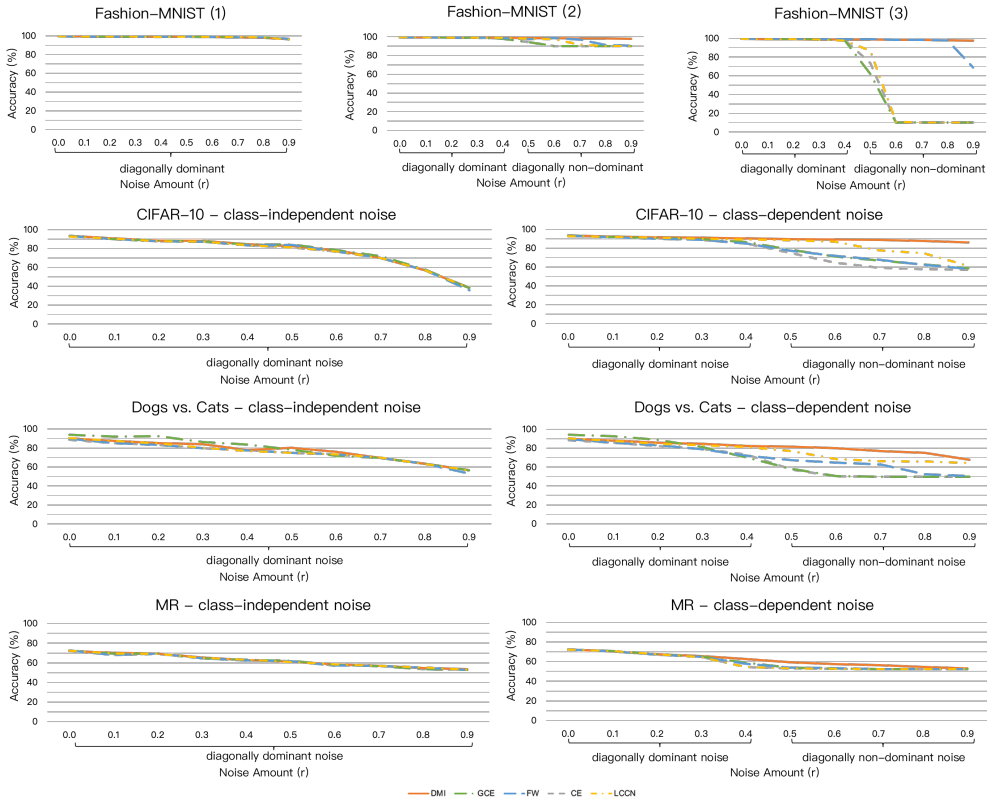 Fashion-MNIST (1)
Accuracy (%)
100
80
60
40
20
0
0.0 0.1 0.2 0.3 0.4 0.5 0.6 0.7 0.8 0.9
diagonally dominant
Noise Amount (r)
Fashion-MNIST (2)
Accuracy (%)
100
80
60
40
20
0
0.0 0.1 0.2 0.3 0.4 0.5 0.6 0.7 0.8 0.9
diagonally dominant diagonally non-dominant
Noise Amount (r)
Fashion-MNIST (3)
Accuracy (%)
100
80
60
40
20
0
0.0 0.1 0.2 0.3 0.4 0.5 0.6 0.7 0.8 0.9
diagonally dominant diagonally non-dominant
Noise Amount (r)
CIFAR-10 - class-independent noise
Accuracy (%)
100
80
60
40
20
0
0.0 0.1 0.2 0.3 0.4 0.5 0.6 0.7 0.8 0.9
diagonally dominant noise
Noise Amount (r)
CIFAR-10 - class-dependent noise
Accuracy (%)
100
80
60
40
20
0
0.0 0.1 0.2 0.3 0.4 0.5 0.6 0.7 0.8 0.9
diagonally dominant noise diagonally non-dominant noise
Noise Amount (r)
Dogs vs. Cats - class-independent noise
Accuracy (%)
100
80
60
40
20
0
0.0 0.1 0.2 0.3 0.4 0.5 0.6 0.7 0.8 0.9
diagonally dominant noise
Noise Amount (r)
Dogs vs. Cats - class-dependent noise
Accuracy (%)
100
80
60
40
20
0
0.0 0.1 0.2 0.3 0.4 0.5 0.6 0.7 0.8 0.9
diagonally dominant noise diagonally non-dominant noise
Noise Amount (r)
MR - class-independent noise
Accuracy (%)
100
80
60
40
20
0
0.0 0.1 0.2 0.3 0.4 0.5 0.6 0.7 0.8 0.9
diagonally dominant noise
Noise Amount (r)
MR - class-dependent noise
Accuracy (%)
100
80
60
40
20
0
0.0 0.1 0.2 0.3 0.4 0.5 0.6 0.7 0.8 0.9
diagonally dominant noise diagonally non-dominant noise
Noise Amount (r)
DMI GCE FW CE LCCN